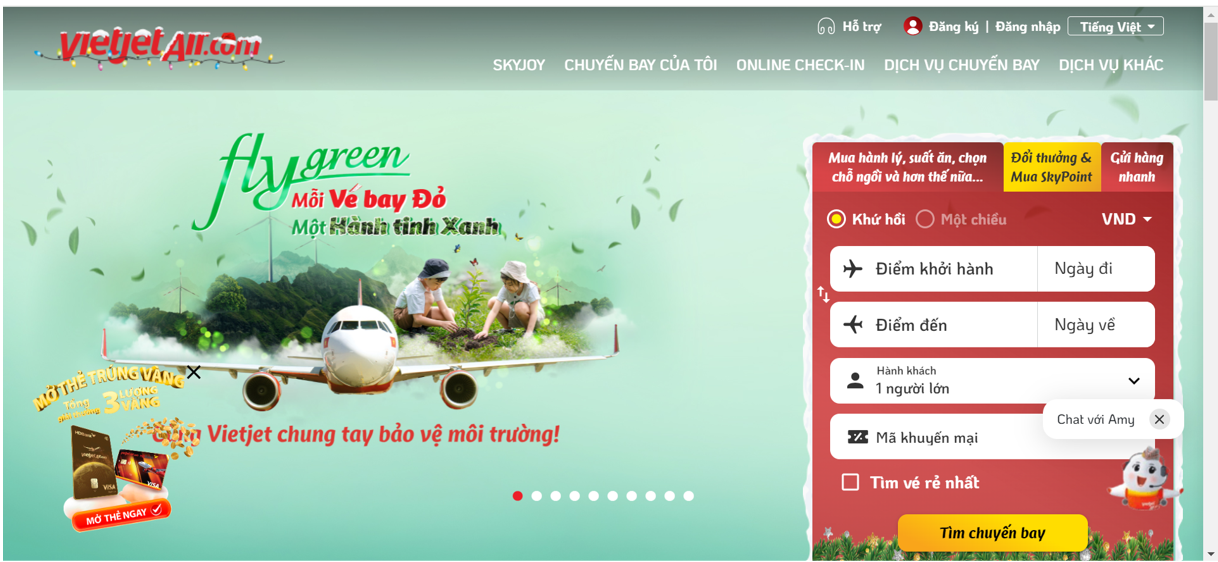 vietjetAir.com
Hỗ trợ
Đăng ký | Đăng nhập
Tiếng Việt
SKYJOY
CHUYẾN BAY CỦA TÔI
ONLINE CHECK-IN
DỊCH VỤ CHUYẾN BAY
DỊCH VỤ KHÁC
fly green
Mỗi Vé bay Đỏ
Một Hành tinh Xanh
Cùng Vietjet chung tay bảo vệ môi trường!
MỞ THẺ TRÚNG VÀNG
Tổng
giải thưởng 3 LƯỢNG
VÀNG
vietjetAir.com
VISA
VISA
MỞ THẺ NGAY
Mua hành lý, suất ăn, chọn
chỗ ngồi và hơn thế nữa...
Đổi thưởng &
Mua SkyPoint
Gửi hàng
nhanh
Khứ hồi
Một chiều
VND
Điểm khởi hành
Ngày đi
Điểm đến
Ngày về
Hành khách
1 người lớn
Chat với Amy
Mã khuyến mại
Tìm vé rẻ nhất
Tìm chuyến bay